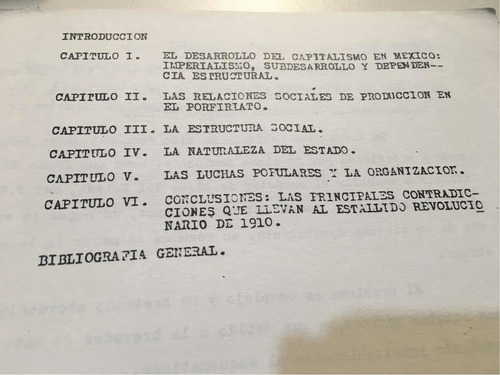 INTRODUCCION
CAPITULO I. EL DESARROLLO DEL CAPITALISMO EN MEXICO:
IMPERIALISMO, SUBDESARROLLO Y DEPENDEN-
CIA ESTRUCTURAL.
CAPITULO II. LAS RELACIONES SOCIALES DE PRODUCCION EN
EL PORFIRIATO.
CAPITULO III. LA ESTRUCTURA SOCIAL.
CAPITULO IV. LA NATURALEZA DEL ESTADO.
CAPITULO V. LAS LUCHAS POPULARES Y LA ORGANIZACION.
CAPITULO VI. CONCLUSIONES: LAS PRINCIPALES CONTRADIC-
CIONES QUE LLEVAN AL ESTALLIDO REVOLUCIO
NARIO DE 1910.
BIBLIOGRAFIA GENERAL.